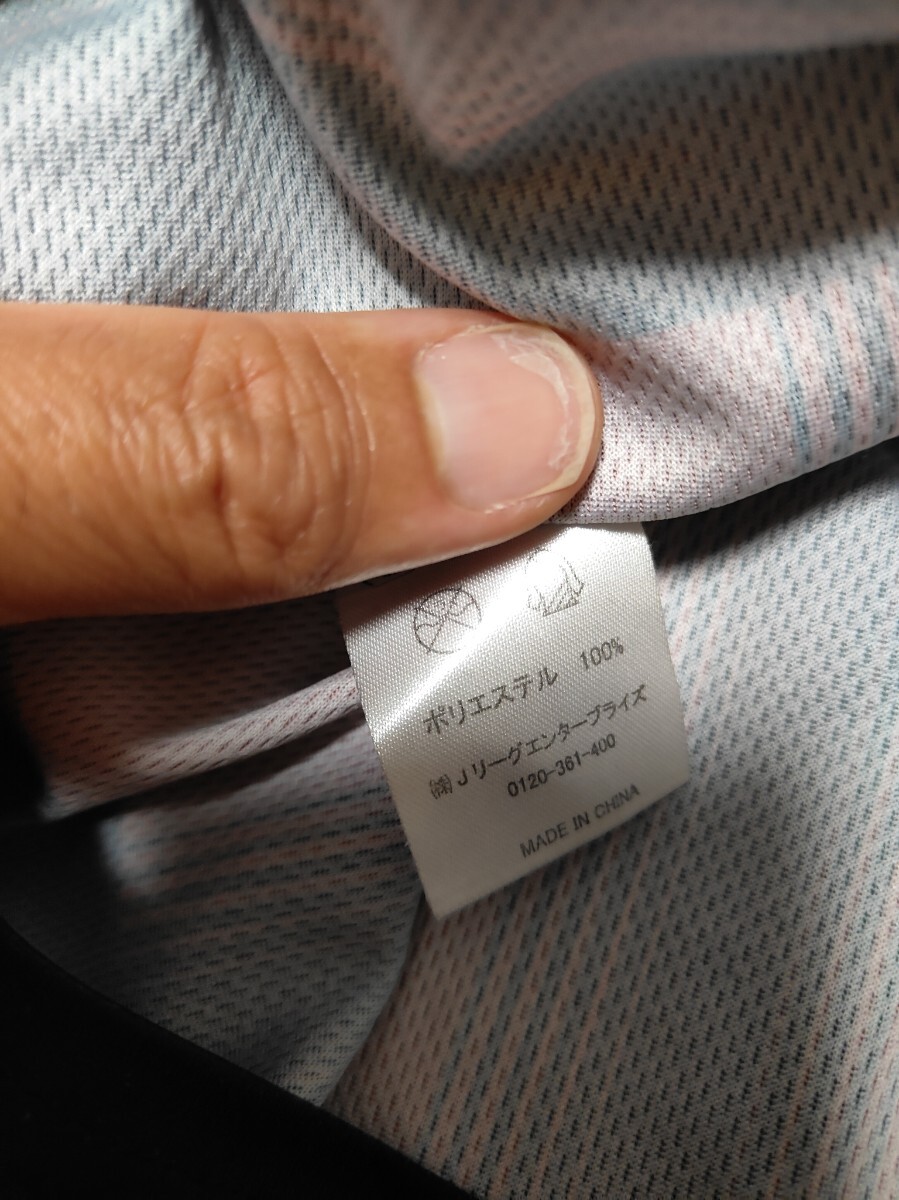 ポリエステル 100%
㈱Jリーグエンタープライズ
0120-361-400
MADE IN CHINA